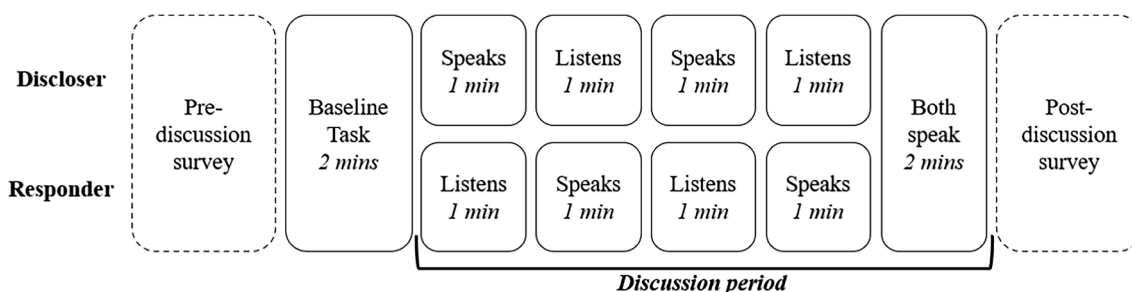 Discloser
Responder
Pre-
discussion
survey
Baseline
Task
2 mins
Speaks
1 min
Listens
1 min
Speaks
1 min
Listens
1 min
Listens
1 min
Speaks
1 min
Listens
1 min
Speaks
1 min
Both
speak
2 mins
Post-
discussion
survey
Discussion period